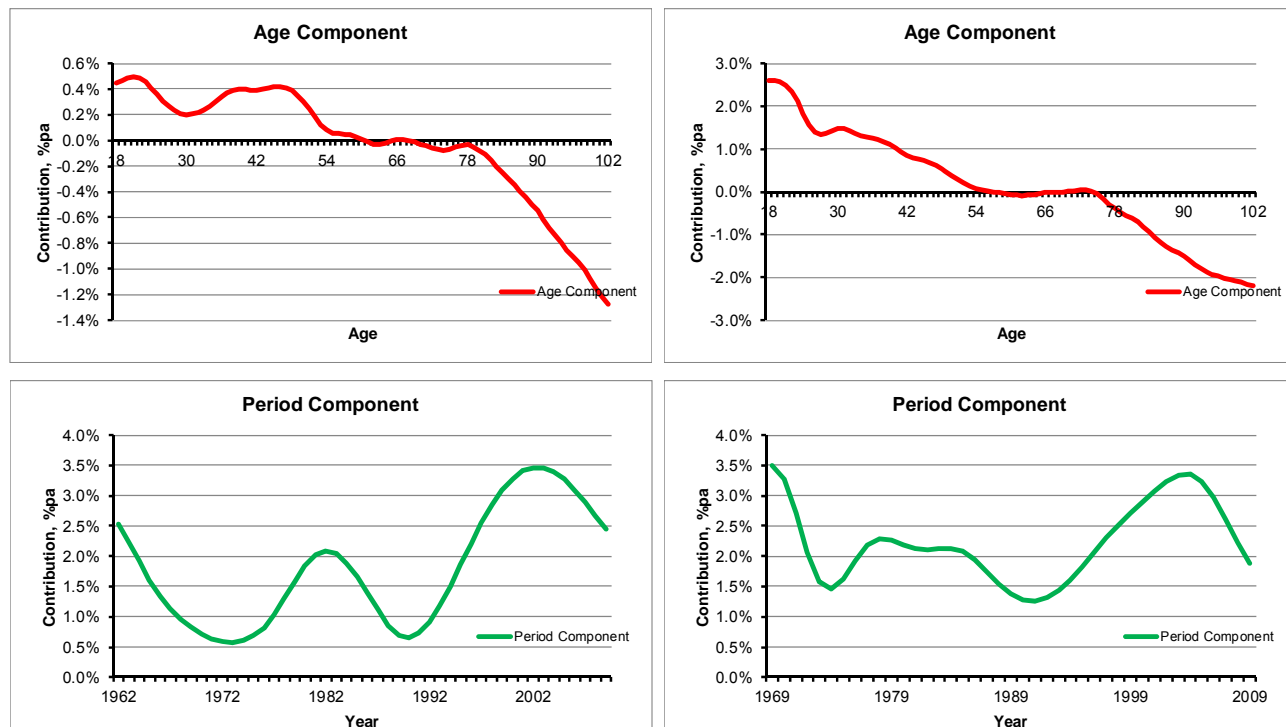 Age Component
0.6%
0.4%
0.2%
0.0%
-0.2%
-0.4%
-0.6%
-0.8%
-1.0%
-1.2%
-1.4%
Contribution, %pa
18 30 42 54 66 78 90 102
Age Component
Age
Age Component
3.0%
2.0%
1.0%
0.0%
-1.0%
-2.0%
-3.0%
Contribution, %pa
18 30 42 54 66 78 90 102
Age Component
Age
Period Component
4.0%
3.5%
3.0%
2.5%
2.0%
1.5%
1.0%
0.5%
0.0%
Contribution, %pa
Period Component
1962 1972 1982 1992 2002
Year
Period Component
4.0%
3.5%
3.0%
2.5%
2.0%
1.5%
1.0%
0.5%
0.0%
Contribution, %pa
Period Component
1969 1979 1989 1999 2009
Year